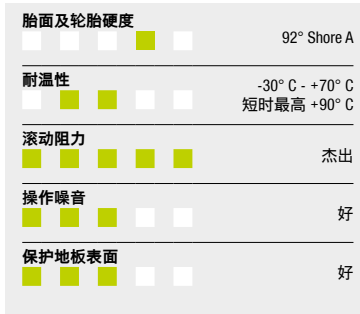 胎面及轮胎硬度
92° Shore A
耐温性
-30° C - +70° C
短时最高 +90° C
滚动阻力
杰出
操作噪音
好
保护地板表面
好